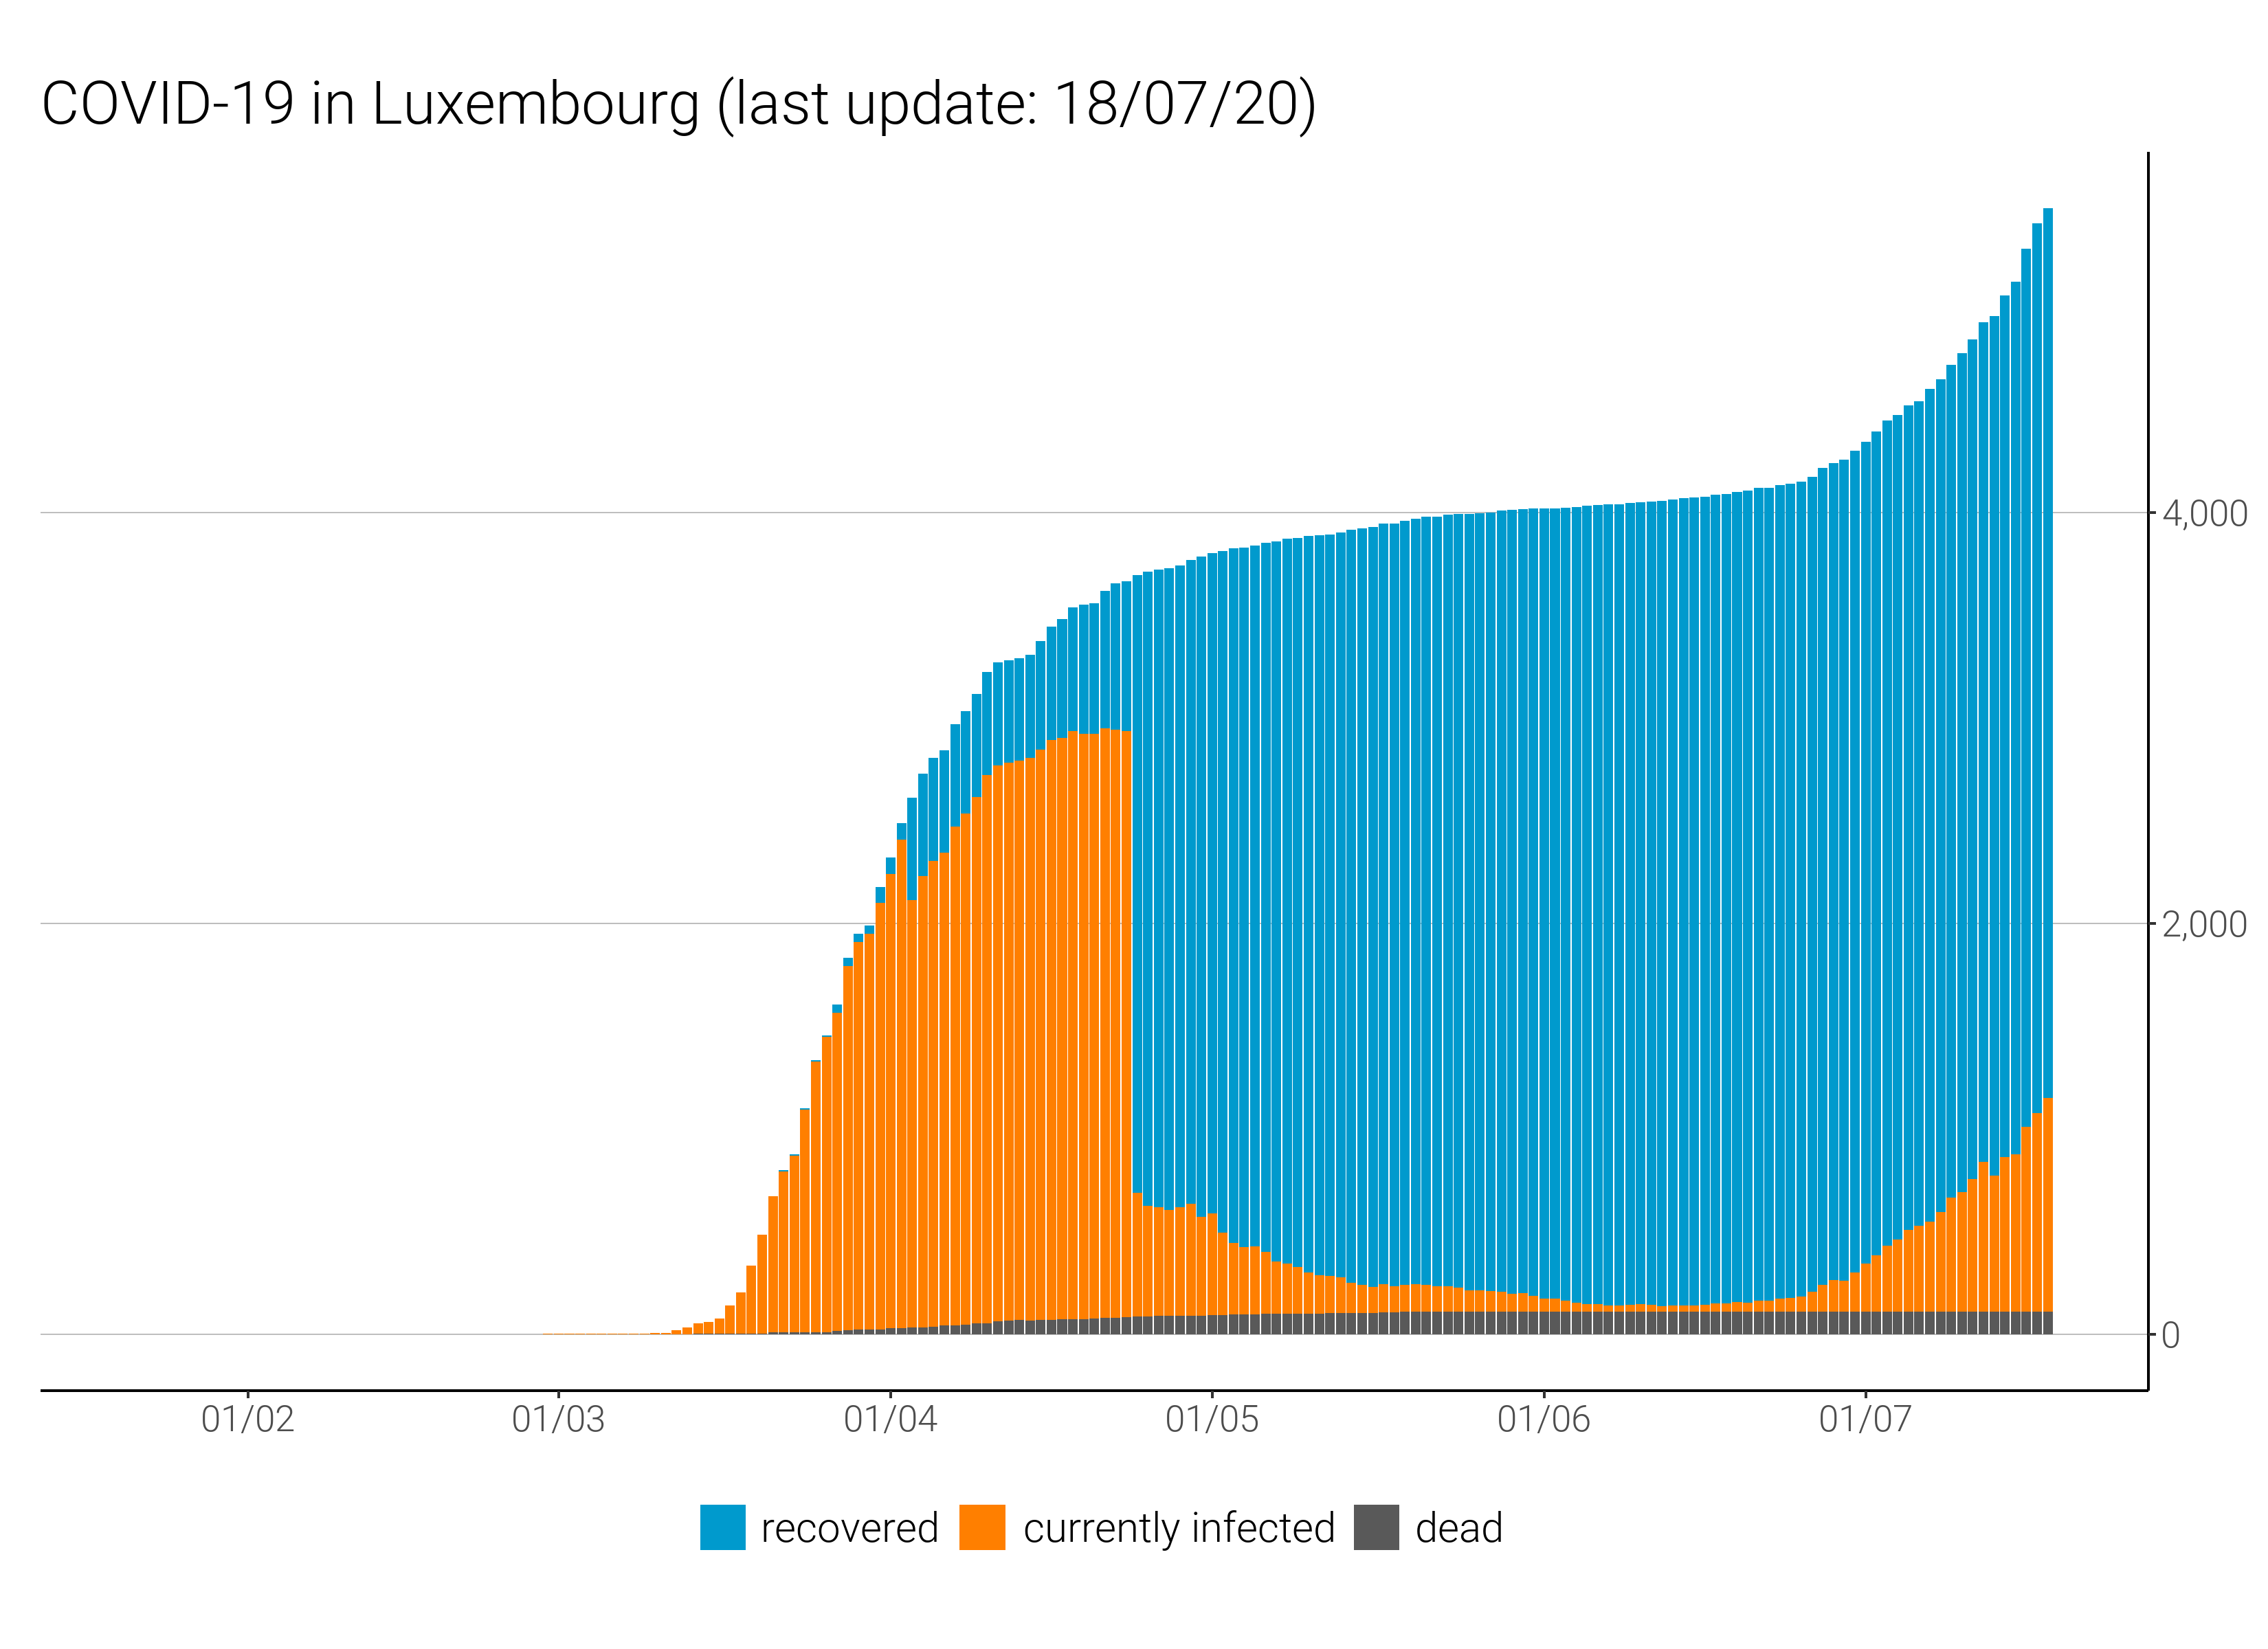 COVID-19 in Luxembourg (last update: 18/07/20)
4,000
2,000
0
01/02 01/03 01/04 01/05 01/06 01/07
recovered currently infected dead